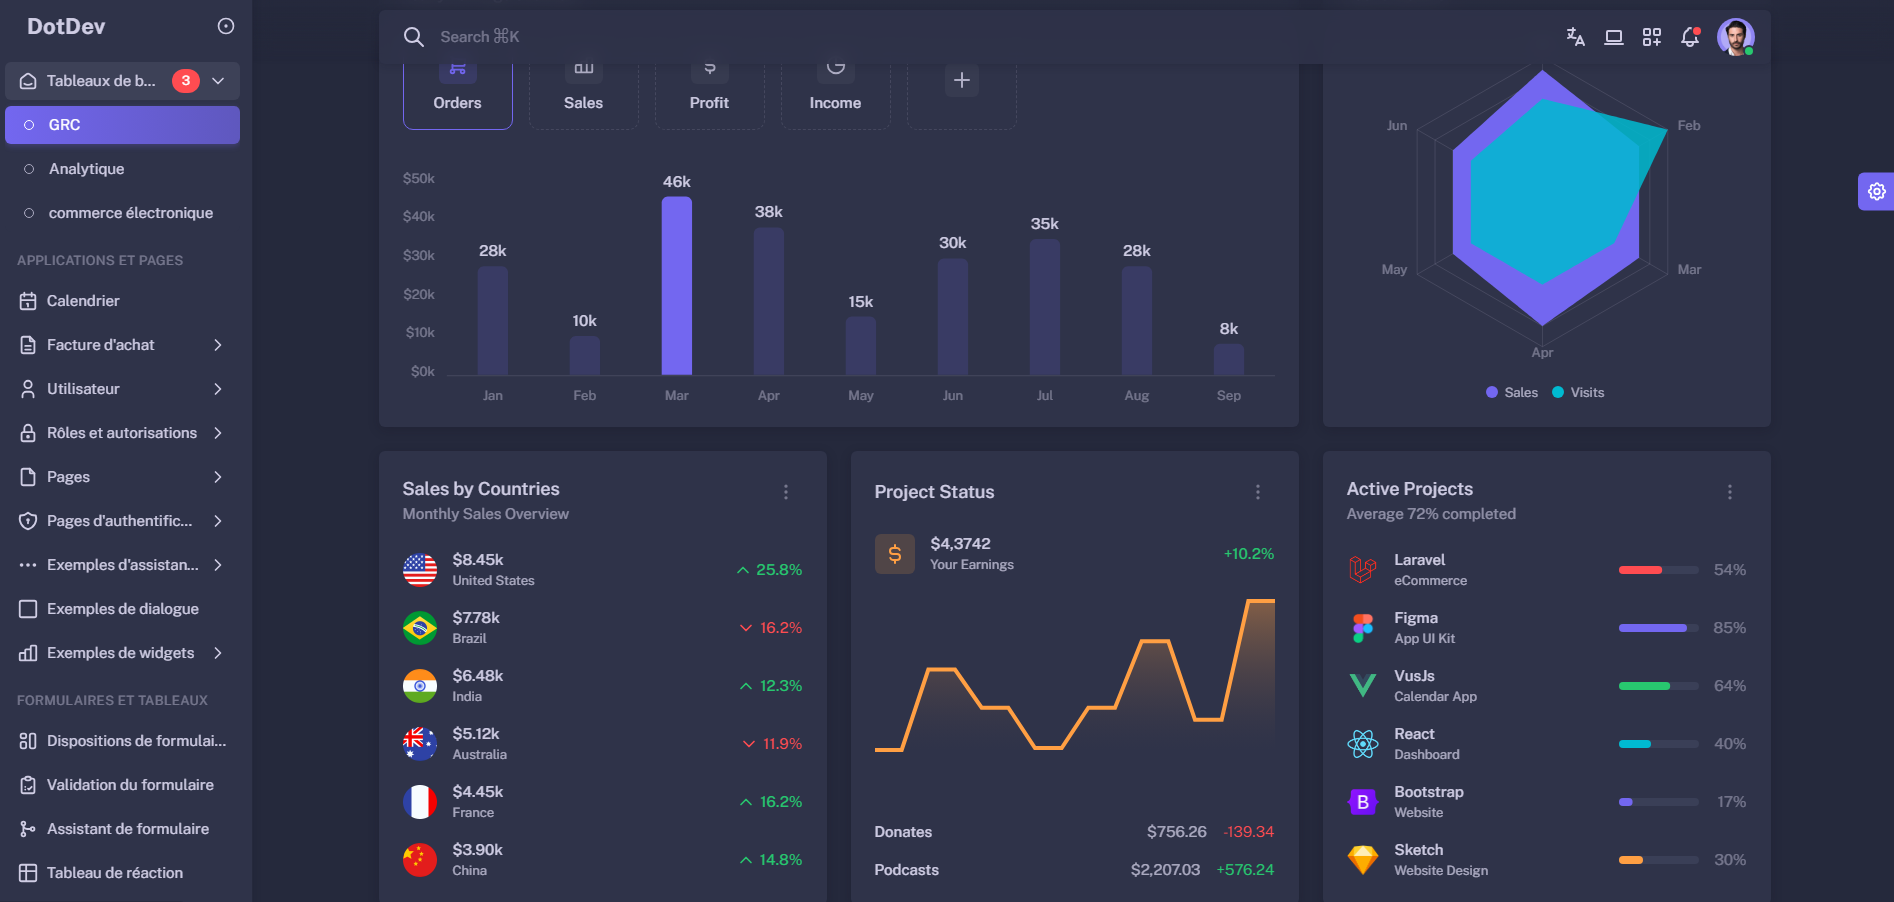 DotDev
Tableaux de b... 3
GRC
Analytique
commerce électronique
APPLICATIONS ET PAGES
Calendrier
Facture d'achat
Utilisateur
Rôles et autorisations
Pages
Pages d'authentific...
Exemples d'assistan...
Exemples de dialogue
Exemples de widgets
FORMULAIRES ET TABLEAUX
Dispositions de formulai...
Validation du formulaire
Assistant de formulaire
Tableau de réaction
Search ⌘K
Orders
Sales
Profit
Income
$50k
$40k
$30k
$20k
$10k
$0k
28k
10k
46k
38k
15k
30k
35k
28k
8k
Jan
Feb
Mar
Apr
May
Jun
Jul
Aug
Sep
Jun
Feb
May
Mar
Apr
Sales
Visits
Sales by Countries
Monthly Sales Overview
$8.45k
United States
25.8%
$7.78k
Brazil
16.2%
$6.48k
India
12.3%
$5.12k
Australia
11.9%
$4.45k
France
16.2%
$3.90k
China
14.8%
Project Status
$4,3742
Your Earnings
+10.2%
Donates $756.26 -139.34
Podcasts $2,207.03 +576.24
Active Projects
Average 72% completed
Laravel
eCommerce
54%
Figma
App UI Kit
85%
VusJs
Calendar App
64%
React
Dashboard
40%
B
Bootstrap
Website
17%
Sketch
Website Design
30%